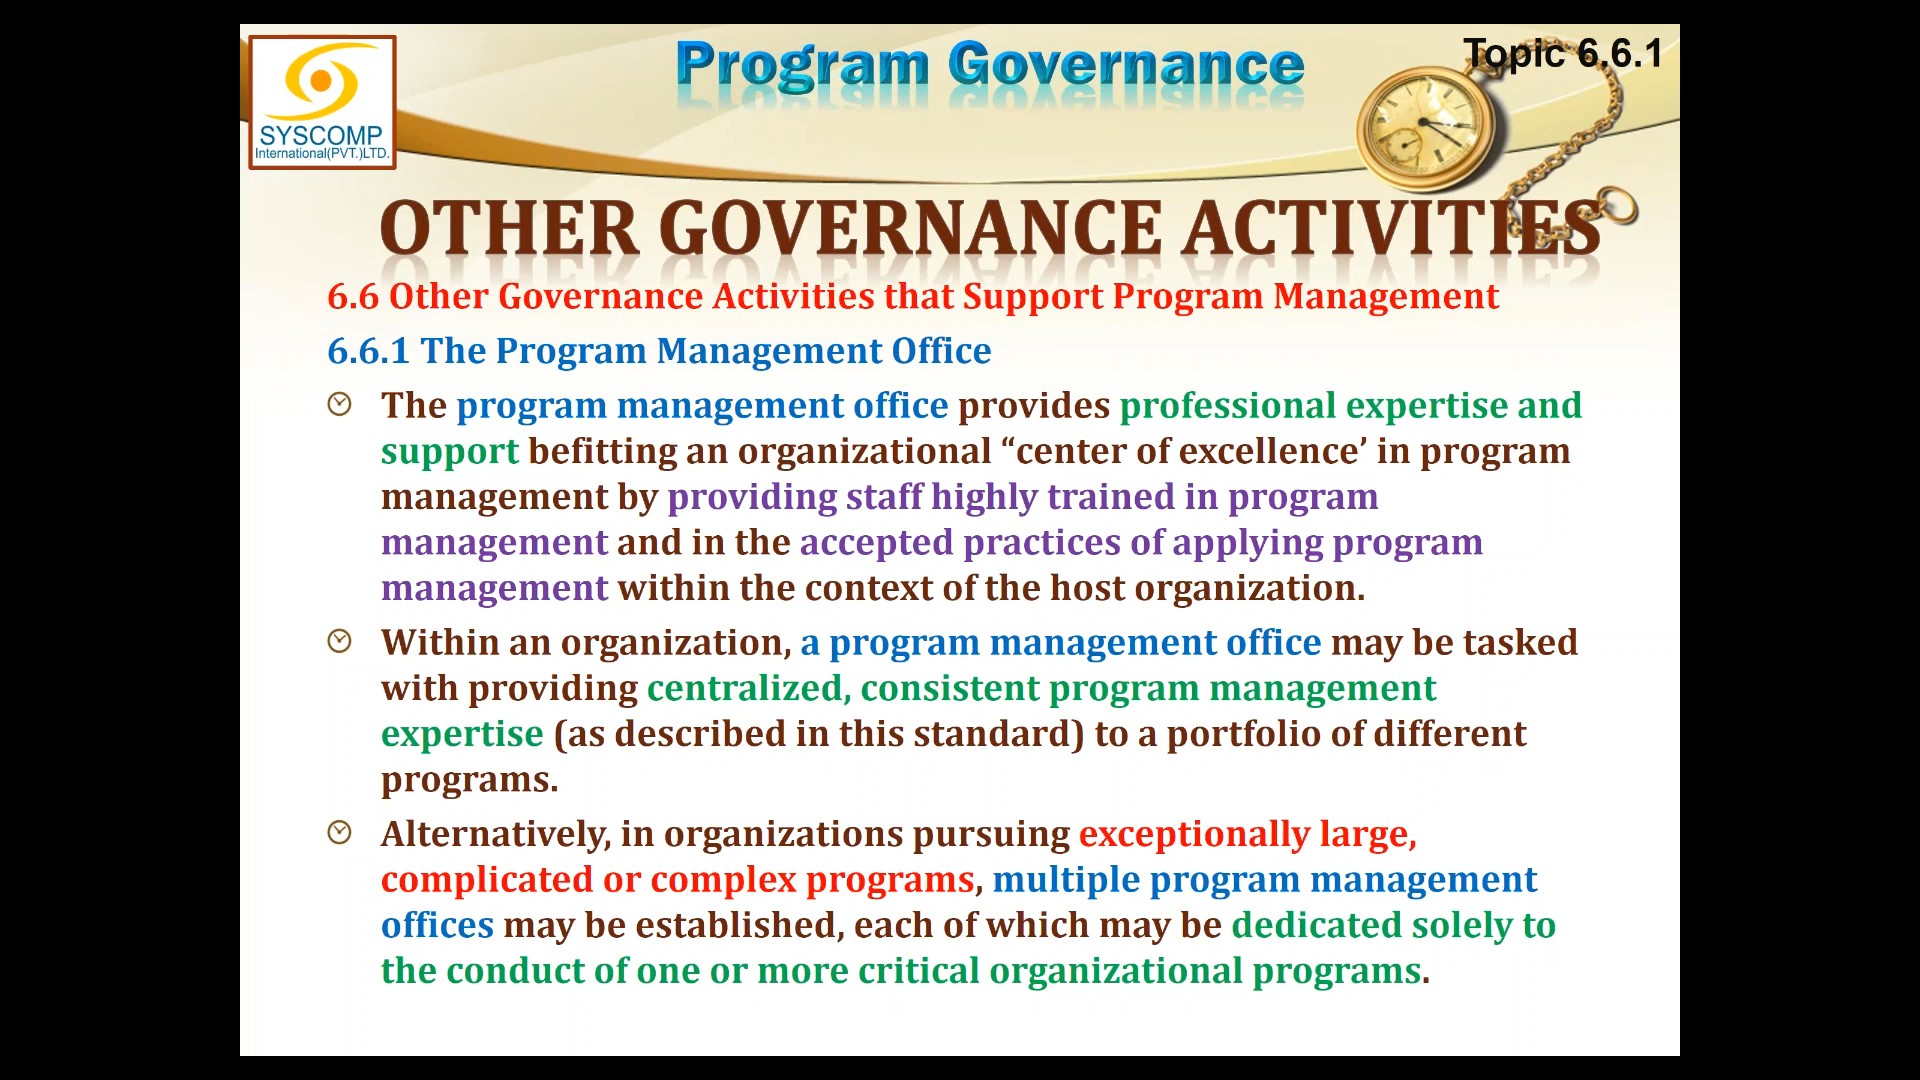 Program Governance
Topic 6.6.1
SYSCOMP
International(PVT.)LTD.
OTHER GOVERNANCE ACTIVITIES
6.6 Other Governance Activities that Support Program Management
6.6.1 The Program Management Office
The program management office provides professional expertise and
support befitting an organizational “center of excellence’ in program
management by providing staff highly trained in program
management and in the accepted practices of applying program
management within the context of the host organization.
Within an organization, a program management office may be tasked
with providing centralized, consistent program management
expertise (as described in this standard) to a portfolio of different
programs.
Alternatively, in organizations pursuing exceptionally large,
complicated or complex programs, multiple program management
offices may be established, each of which may be dedicated solely to
the conduct of one or more critical organizational programs.